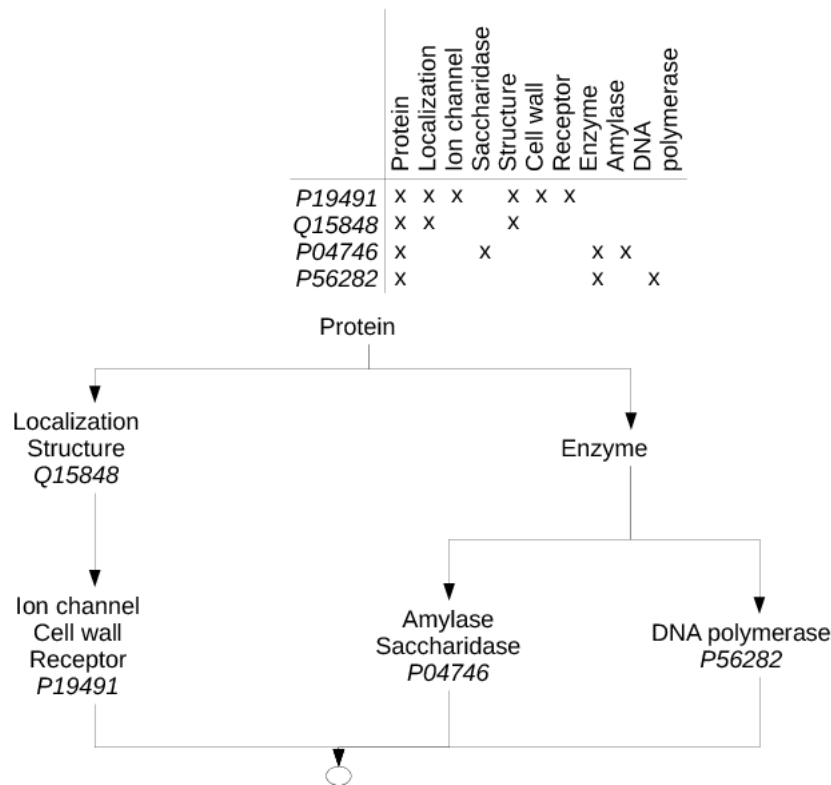 Protein
Localization
Ion channel
Saccharidase
Structure
Cell wall
Receptor
Enzyme
Amylase
DNA
polymerase
P19491 x x x x x x
Q15848 x x x
P04746 x x x x
P56282 x x x
Protein
Localization
Structure
Q15848
Enzyme
Ion channel
Cell wall
Receptor
P19491
Amylase
Saccharidase
P04746
DNA polymerase
P56282